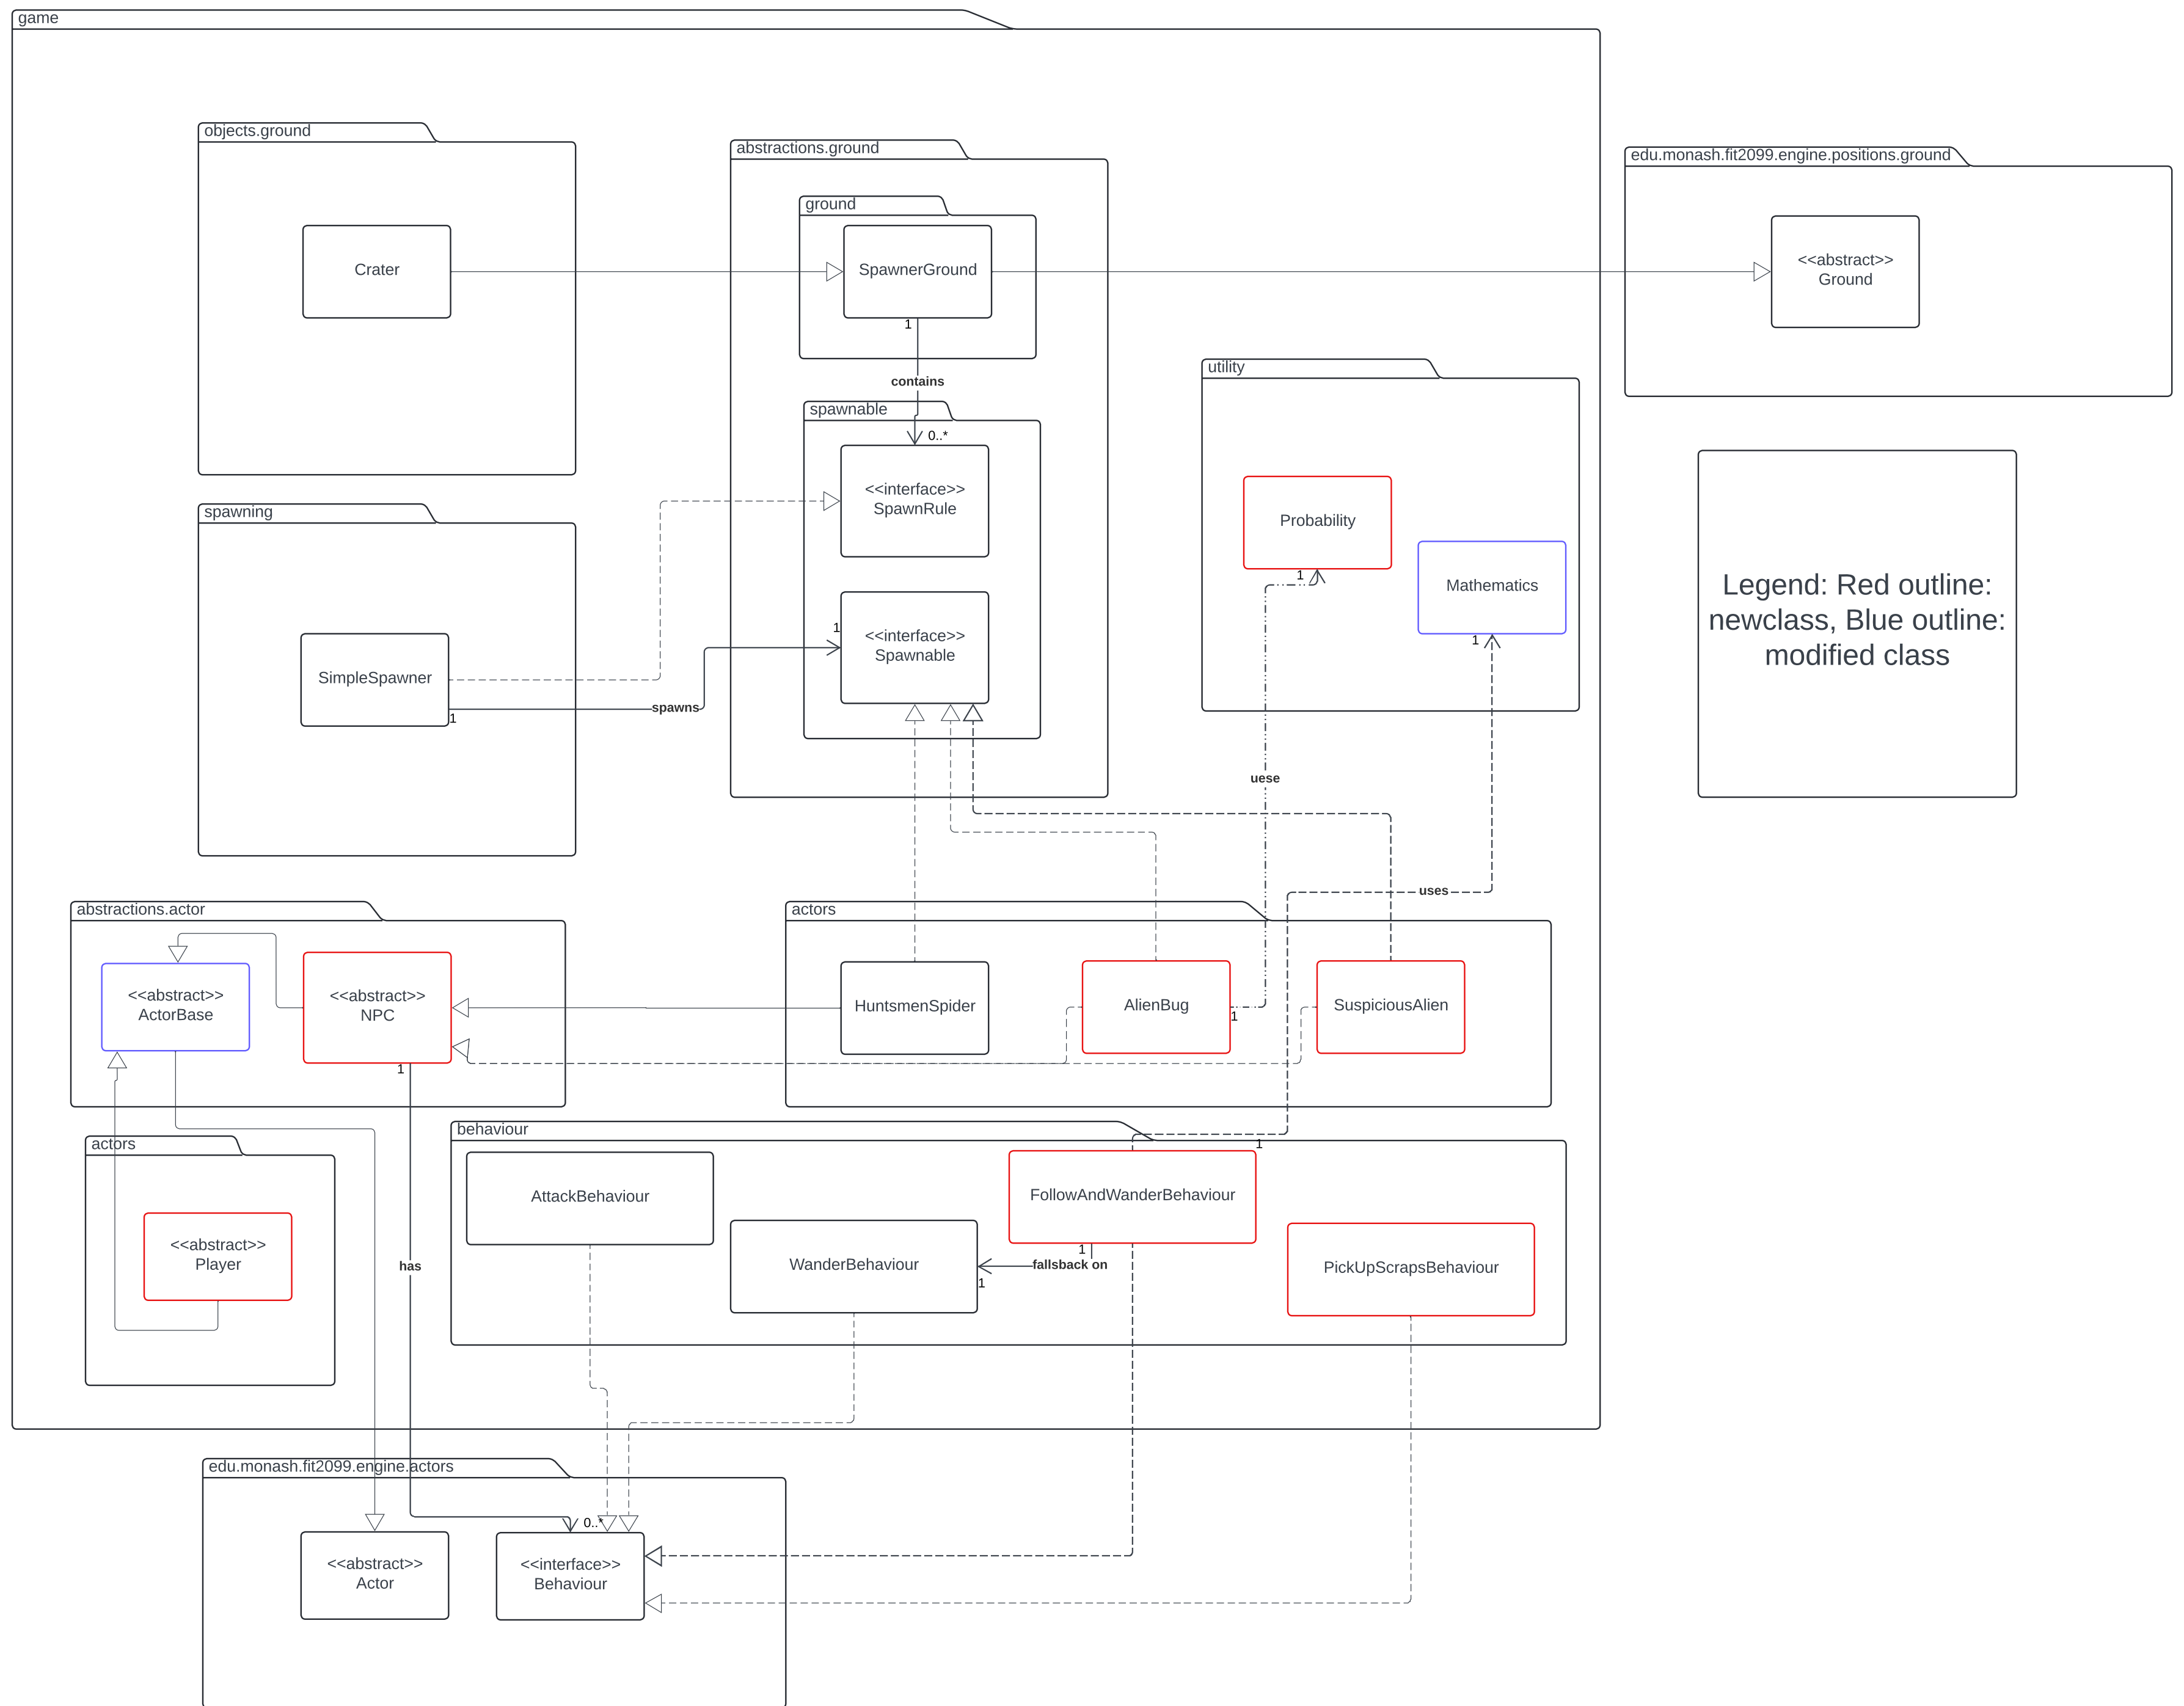 game
objects.ground
Crater
abstractions.ground
ground
SpawnerGround
1
contains
edu.monash.fit2099.engine.positions.ground
<<abstract>>
Ground
spawnable
0..*
<<interface>>
SpawnRule
1
<<interface>>
Spawnable
utility
Probability
1
Mathematics
1
Legend: Red outline:
newclass, Blue outline:
modified class
spawning
SimpleSpawner
1
spawns
uese
uses
abstractions.actor
<<abstract>>
ActorBase
<<abstract>>
NPC
1
actors
HuntsmenSpider
AlienBug
1
SuspiciousAlien
actors
<<abstract>>
Player
has
behaviour
1
AttackBehaviour
WanderBehaviour
FollowAndWanderBehaviour
1
fallsback on
1
PickUpScrapsBehaviour
edu.monash.fit2099.engine.actors
0..*
<<abstract>>
Actor
<<interface>>
Behaviour